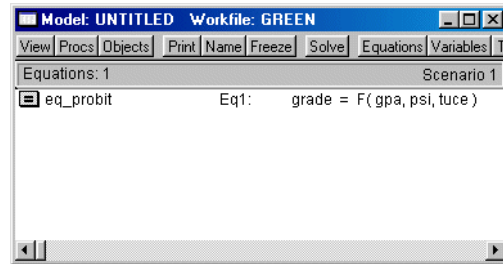 Model: UNTITLED Workfile: GREEN
View Procs Objects Print Name Freeze Solve Equations Variables T
Equations: 1 Scenario 1
eq_probit Eq1: grade = F( gpa, psi, tuce )